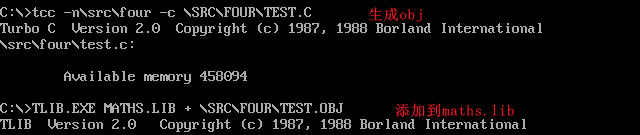 C:\>tcc -n\src\four -c \SRC\FOUR\TEST.C 生成obj
Turbo C  Version 2.0  Copyright (c) 1987, 1988 Borland International
\src\four\test.c:
Available memory 458094
C:\>TLIB.EXE MATHS.LIB + \SRC\FOUR\TEST.OBJ 添加到maths.lib
TLIB  Version 2.0   Copyright (c) 1987, 1988 Borland International